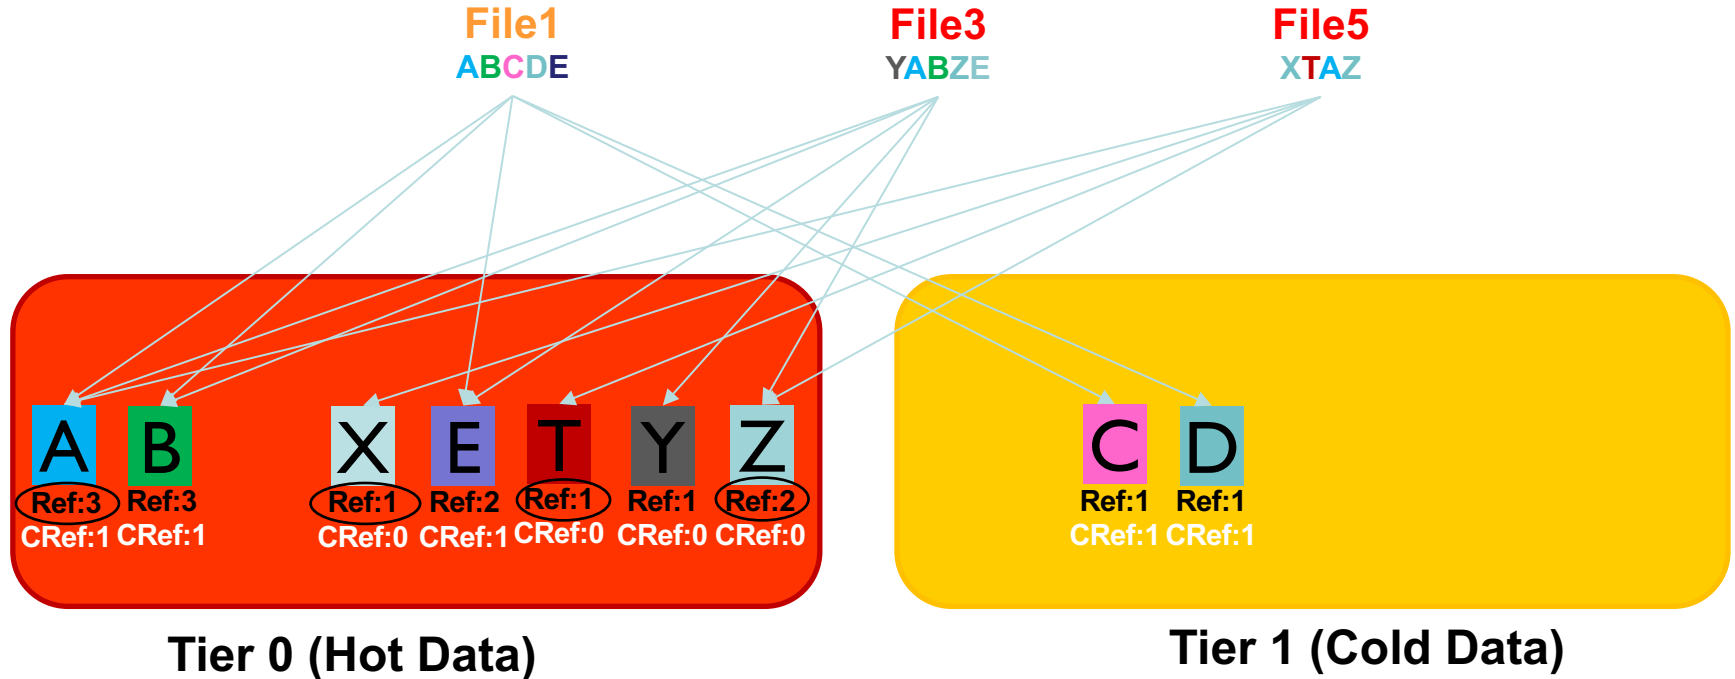 File1 File3 File5
ABCDE YABZE XTAZ
A B X E T Y Z C D
Ref:3 Ref:3 Ref:1 Ref:2 Ref:1 Ref:1 Ref:2 Ref:1 Ref:1
CRef:1 CRef:1 CRef:0 CRef:1 CRef:0 CRef:0 CRef:0 CRef:1 CRef:1
Tier 0 (Hot Data) Tier 1 (Cold Data)